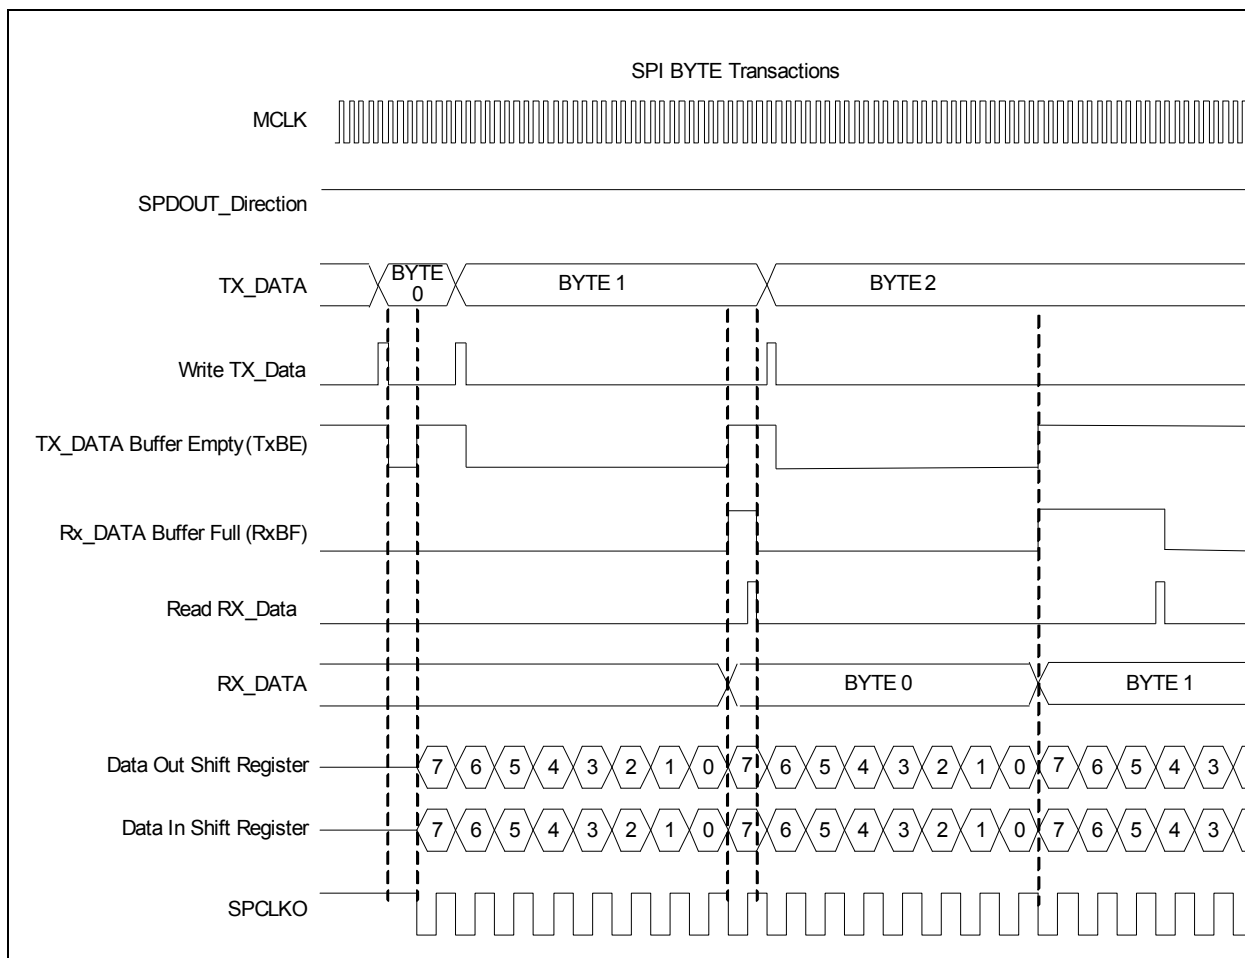 SPI BYTE Transactions
MCLK
SPDOUT_Direction
TX_DATA BYTE 0 BYTE 1 BYTE 2
Write TX_Data
TX_DATA Buffer Empty (TxBE)
Rx_DATA Buffer Full (RxBF)
Read RX_Data
RX_DATA BYTE 0 BYTE 1
Data Out Shift Register 7 6 5 4 3 2 1 0 7 6 5 4 3 2 1 0 7 6 5 4 3
Data In Shift Register 7 6 5 4 3 2 1 0 7 6 5 4 3 2 1 0 7 6 5 4 3
SPCLKO